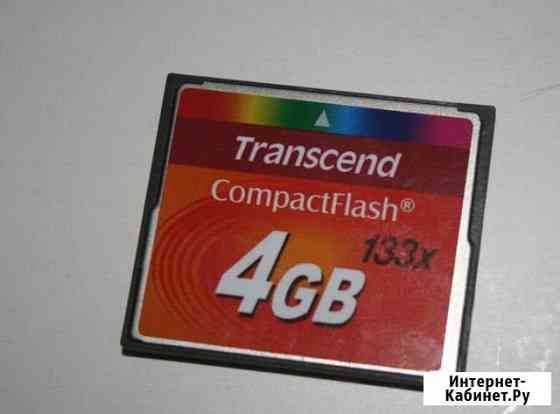 Transcend
CompactFlash®
133x
4GB
Интернет-
Кабинет.Ру